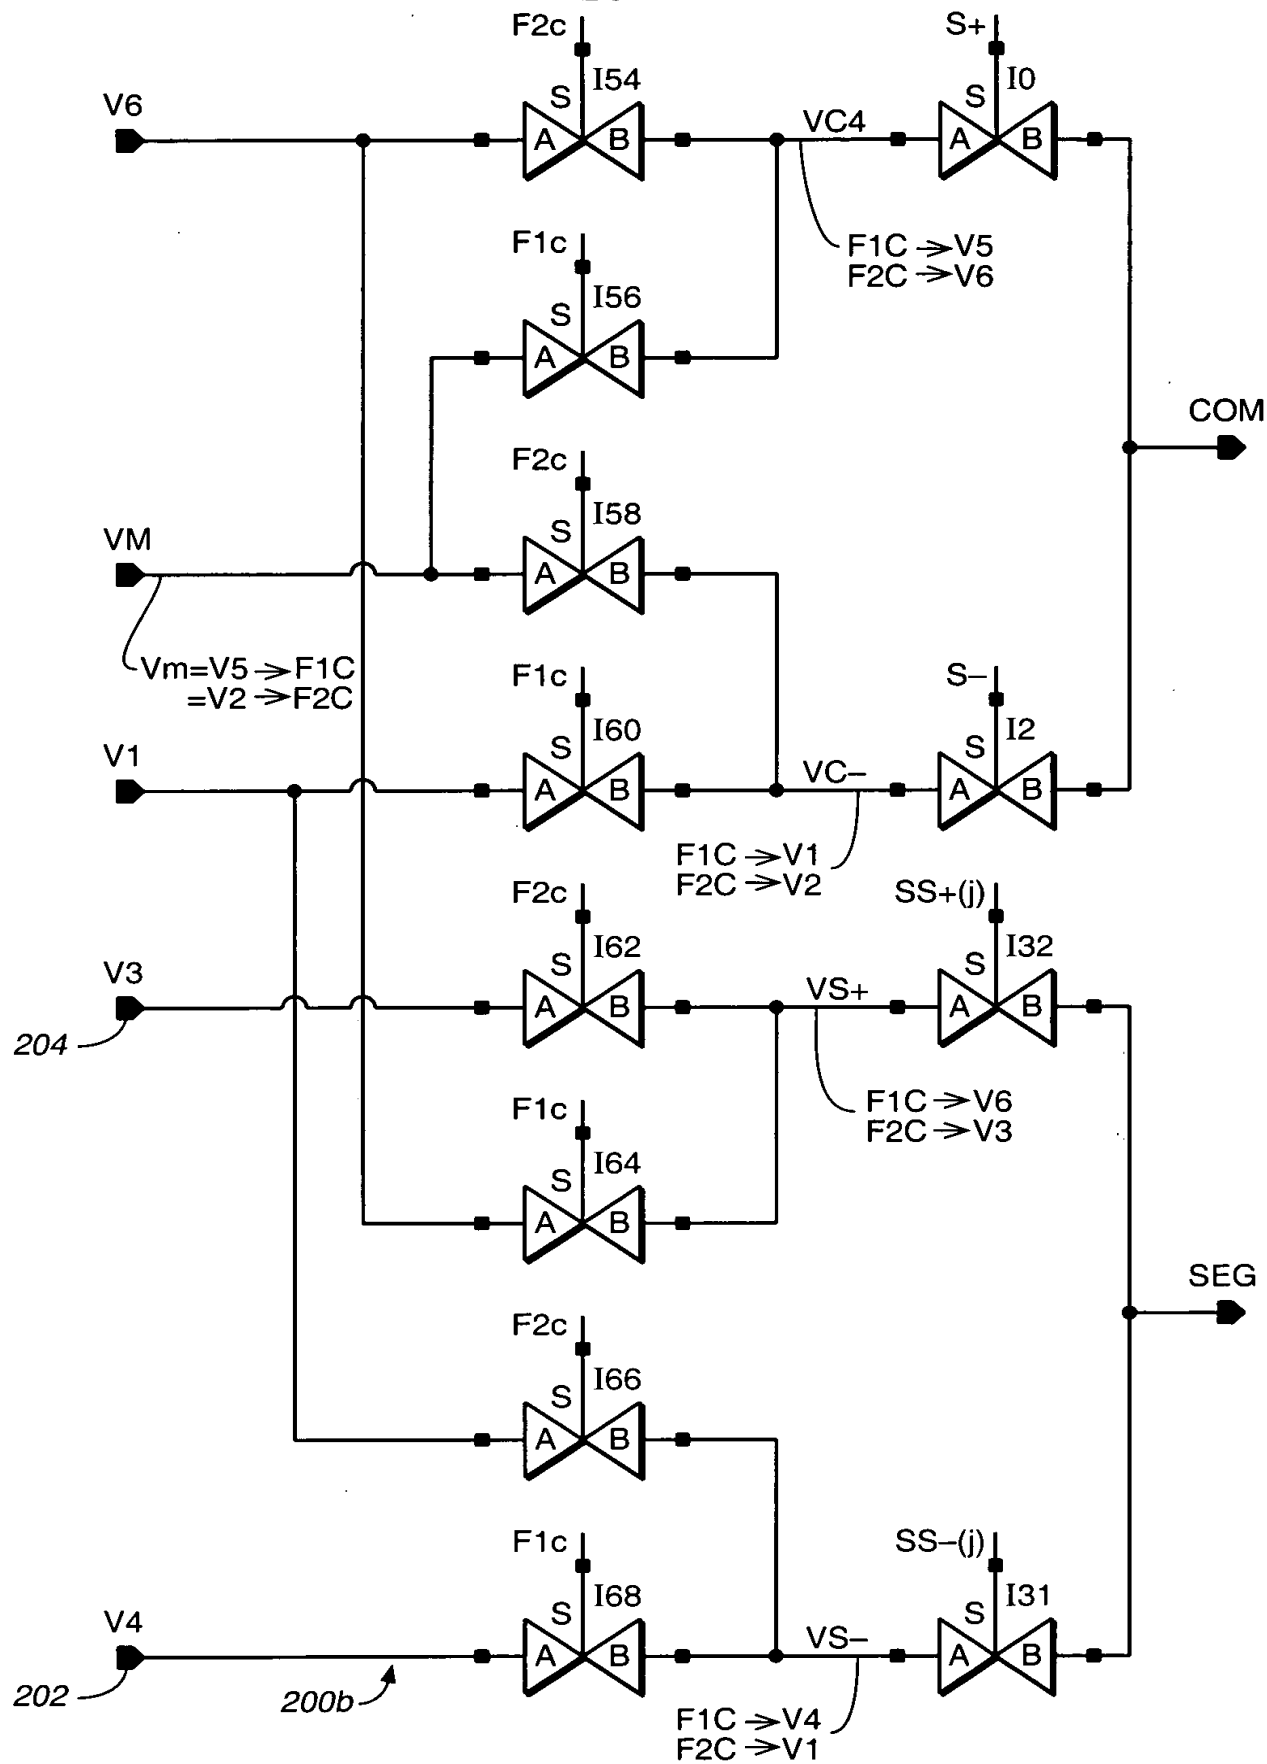 F2c
S+
S I54
S I0
V6
A B
VC4
A B
F1c
F1C → V5
F2C → V6
S I56
A B
COM
F2c
S I58
VM
A B
Vm=V5 → F1C
=V2 → F2C
F1c
S-
S I60
S I2
V1
A B
VC-
A B
F1C → V1
F2C → V2
F2c
SS+(j)
S I62
S I32
V3
A B
VS+
A B
204
F1c
F1C → V6
F2C → V3
S I64
A B
SEG
F2c
S I66
A B
F1c
SS-(j)
S I68
S I31
V4
A B
VS-
A B
202
200b
F1C → V4
F2C → V1